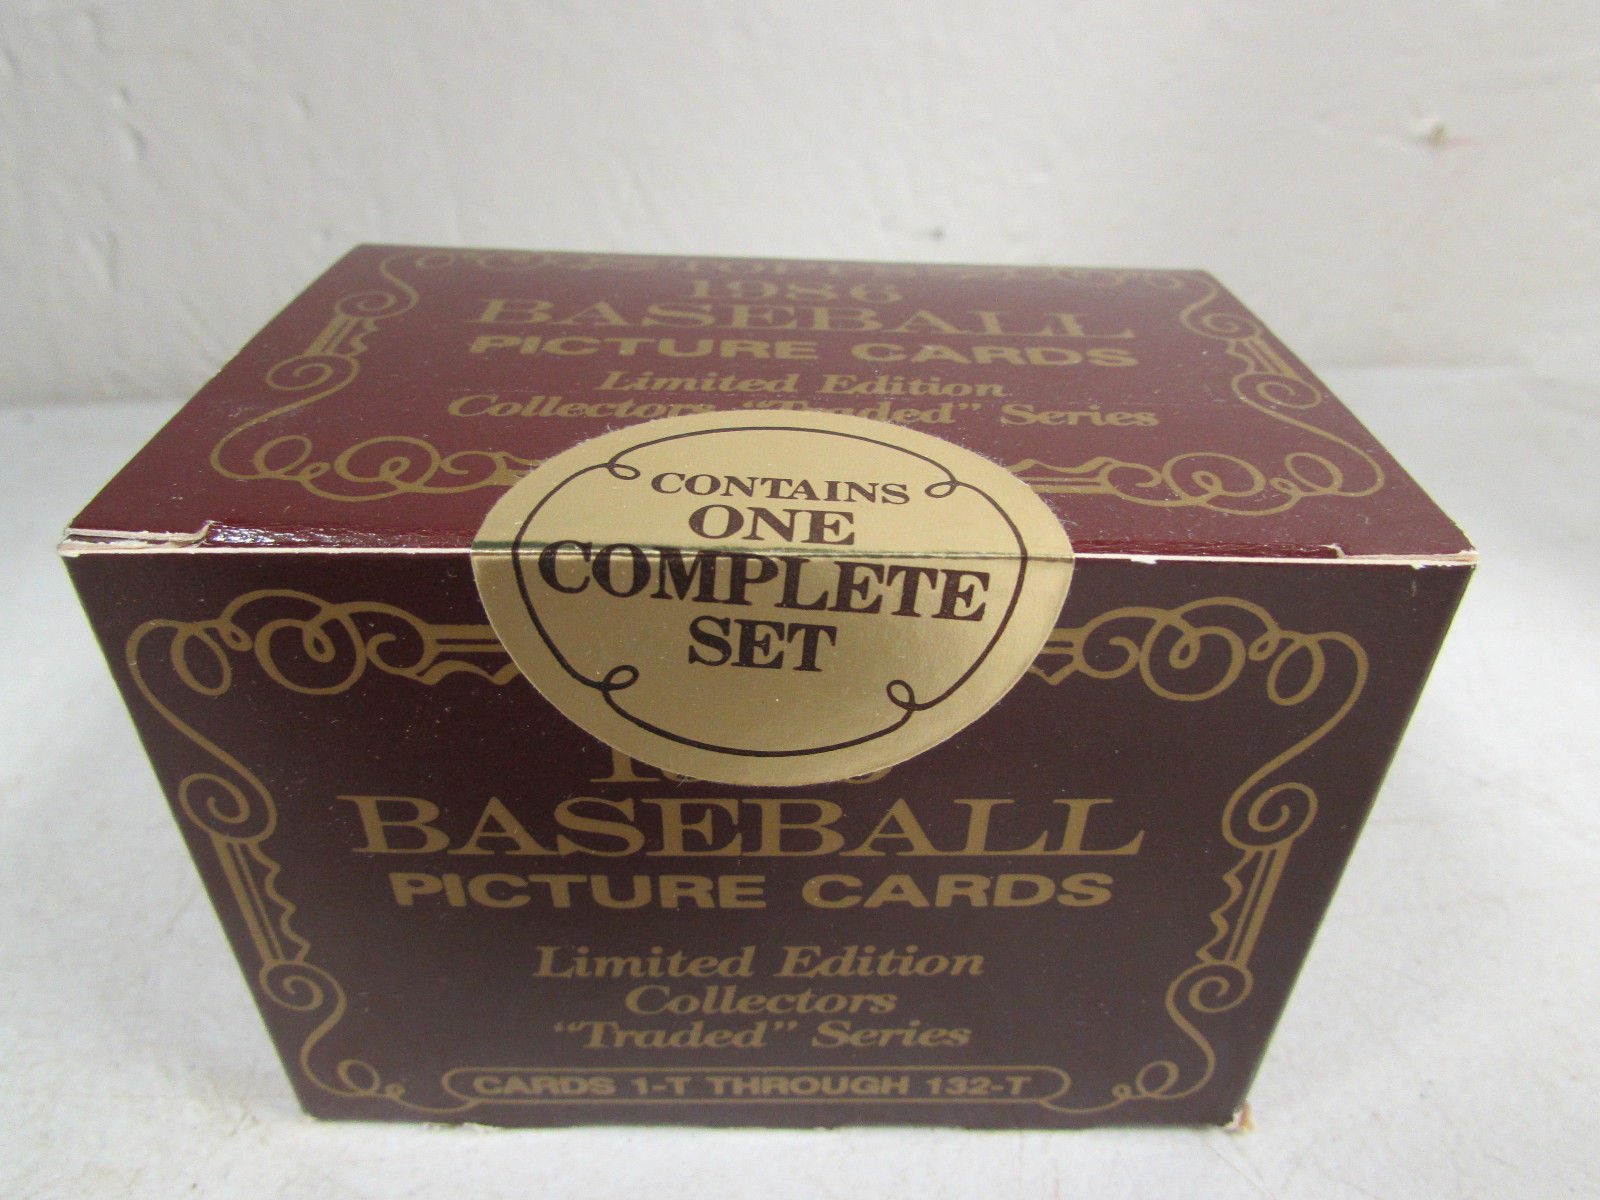 TOPPS
1986
BASEBALL
PICTURE CARDS
Limited Edition
Collectors "Traded" Series
CONTAINS
ONE
COMPLETE
SET
BASEBALL
PICTURE CARDS
Limited Edition
Collectors
"Traded" Series
CARDS 1-T THROUGH 132-T